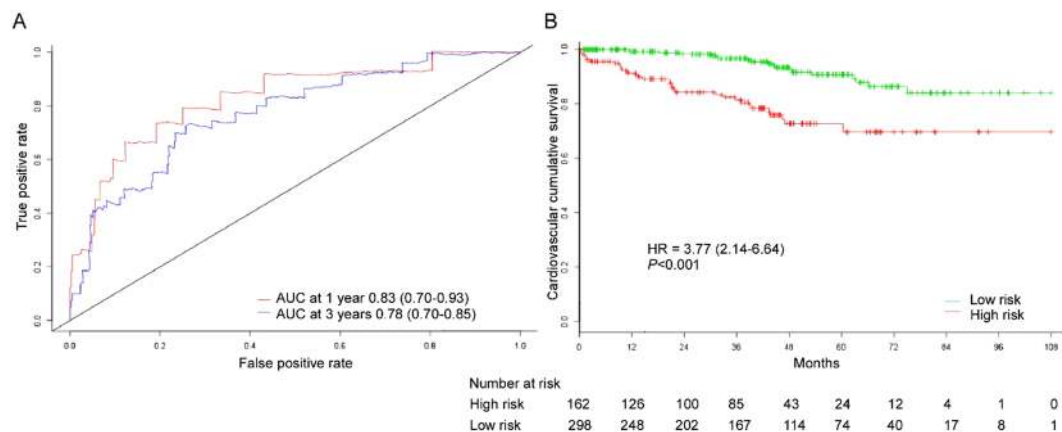 A
B
True positive rate
1.0
0.8
0.6
0.4
0.2
0.0
AUC at 1 year 0.83 (0.70-0.93)
AUC at 3 years 0.78 (0.70-0.85)
0.0 0.2 0.4 0.6 0.8 1.0
False positive rate
Cardiovascular cumulative survival
1.0
0.8
0.6
0.4
0.2
0.0
HR = 3.77 (2.14-6.64)
P<0.001
Low risk
High risk
0 12 24 36 48 60 72 84 96 108
Months
Number at risk
High risk 162 126 100 85 43 24 12 4 1 0
Low risk 298 248 202 167 114 74 40 17 8 1